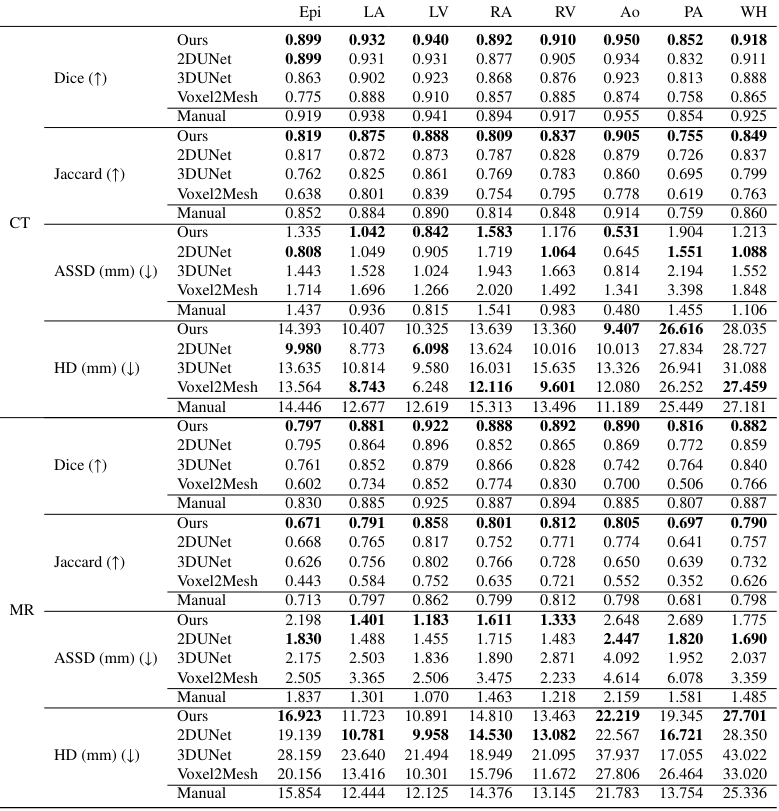 Epi LA LV RA RV Ao PA WH
Ours 0.899 0.932 0.940 0.892 0.910 0.950 0.852 0.918
2DUNet 0.899 0.931 0.931 0.877 0.905 0.934 0.832 0.911
Dice (↑)
3DUNet 0.863 0.902 0.923 0.868 0.876 0.923 0.813 0.888
Voxel2Mesh 0.775 0.888 0.910 0.857 0.885 0.874 0.758 0.865
Manual 0.919 0.938 0.941 0.894 0.917 0.955 0.854 0.925
Ours 0.819 0.875 0.888 0.809 0.837 0.905 0.755 0.849
2DUNet 0.817 0.872 0.873 0.787 0.828 0.879 0.726 0.837
Jaccard (↑)
3DUNet 0.762 0.825 0.861 0.769 0.783 0.860 0.695 0.799
Voxel2Mesh 0.638 0.801 0.839 0.754 0.795 0.778 0.619 0.763
Manual 0.852 0.884 0.890 0.814 0.848 0.914 0.759 0.860
CT
Ours 1.335 1.042 0.842 1.583 1.176 0.531 1.904 1.213
2DUNet 0.808 1.049 0.905 1.719 1.064 0.645 1.551 1.088
ASSD (mm) (↓)
3DUNet 1.443 1.528 1.024 1.943 1.663 0.814 2.194 1.552
Voxel2Mesh 1.714 1.696 1.266 2.020 1.492 1.341 3.398 1.848
Manual 1.437 0.936 0.815 1.541 0.983 0.480 1.455 1.106
Ours 14.393 10.407 10.325 13.639 13.360 9.407 26.616 28.035
2DUNet 9.980 8.773 6.098 13.624 10.016 10.013 27.834 28.727
HD (mm) (↓)
3DUNet 13.635 10.814 9.580 16.031 15.635 13.326 26.941 31.088
Voxel2Mesh 13.564 8.743 6.248 12.116 9.601 12.080 26.252 27.459
Manual 14.446 12.677 12.619 15.313 13.496 11.189 25.449 27.181
Ours 0.797 0.881 0.922 0.888 0.892 0.890 0.816 0.882
2DUNet 0.795 0.864 0.896 0.852 0.865 0.869 0.772 0.859
Dice (↑)
3DUNet 0.761 0.852 0.879 0.866 0.828 0.742 0.764 0.840
Voxel2Mesh 0.602 0.734 0.852 0.774 0.830 0.700 0.506 0.766
Manual 0.830 0.885 0.925 0.887 0.894 0.885 0.807 0.887
Ours 0.671 0.791 0.858 0.801 0.812 0.805 0.697 0.790
2DUNet 0.668 0.765 0.817 0.752 0.771 0.774 0.641 0.757
Jaccard (↑)
3DUNet 0.626 0.756 0.802 0.766 0.728 0.650 0.639 0.732
Voxel2Mesh 0.443 0.584 0.752 0.635 0.721 0.552 0.352 0.626
Manual 0.713 0.797 0.862 0.799 0.812 0.798 0.681 0.798
MR
Ours 2.198 1.401 1.183 1.611 1.333 2.648 2.689 1.775
2DUNet 1.830 1.488 1.455 1.715 1.483 2.447 1.820 1.690
ASSD (mm) (↓)
3DUNet 2.175 2.503 1.836 1.890 2.871 4.092 1.952 2.037
Voxel2Mesh 2.505 3.365 2.506 3.475 2.233 4.614 6.078 3.359
Manual 1.837 1.301 1.070 1.463 1.218 2.159 1.581 1.485
Ours 16.923 11.723 10.891 14.810 13.463 22.219 19.345 27.701
2DUNet 19.139 10.781 9.958 14.530 13.082 22.567 16.721 28.350
HD (mm) (↓)
3DUNet 28.159 23.640 21.494 18.949 21.095 37.937 17.055 43.022
Voxel2Mesh 20.156 13.416 10.301 15.796 11.672 27.806 26.464 33.020
Manual 15.854 12.444 12.125 14.376 13.145 21.783 13.754 25.336